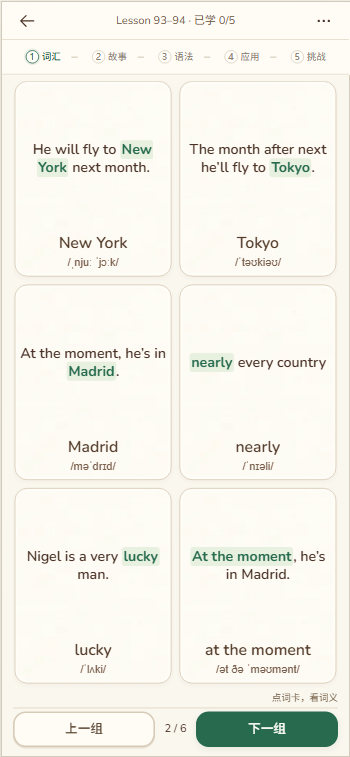 Lesson 93–94 · 已学 0/5
1 词汇 – 2 故事 – 3 语法 – 4 应用 – 5 挑战
He will fly to New
York next month.
New York
/ˌnjuː ˈjɔːk/
The month after next
he'll fly to Tokyo.
Tokyo
/ˈtəʊkiəʊ/
At the moment, he's in
Madrid.
Madrid
/məˈdrɪd/
nearly every country
nearly
/ˈnɪəli/
Nigel is a very lucky
man.
lucky
/ˈlʌki/
At the moment, he's
in Madrid.
at the moment
/ət ðə ˈməʊmənt/
点词卡，看词义
上一组
2 / 6
下一组